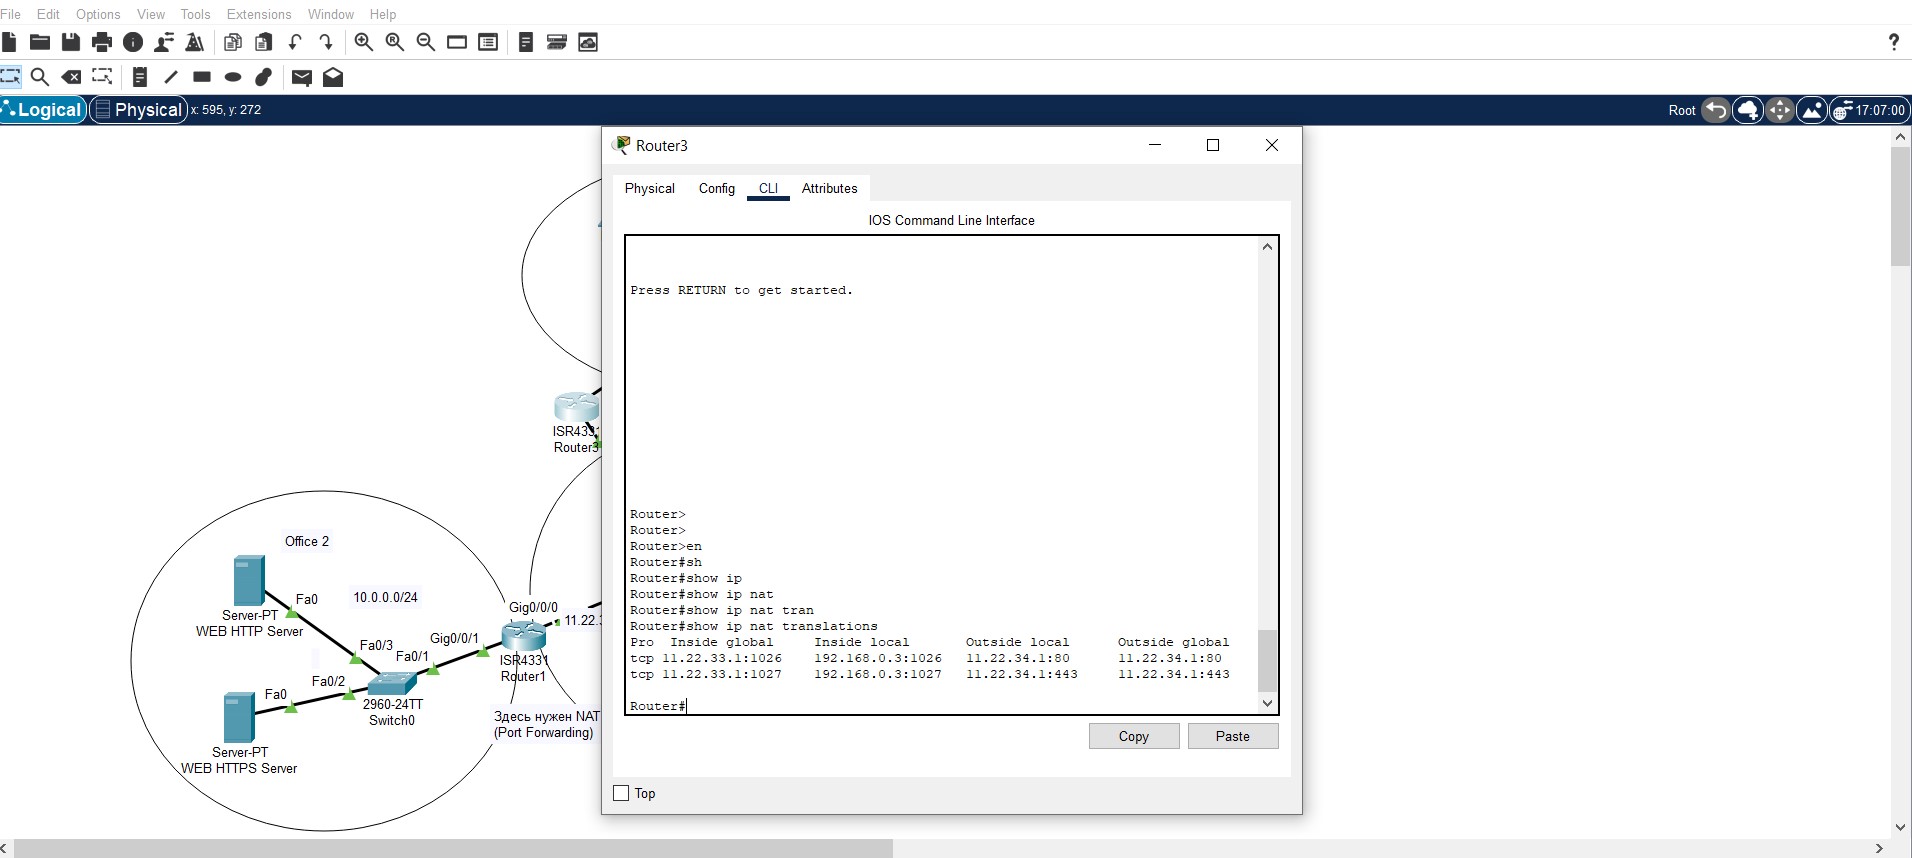 File Edit Options View Tools Extensions Window Help
?
Logical Physical x: 595, y: 272 Root 17:07:00
Router3
Physical Config CLI Attributes
IOS Command Line Interface
Press RETURN to get started.
Router>
Router>
Router>en
Router#sh
Router#show ip
Router#show ip nat
Router#show ip nat tran
Router#show ip nat translations
Pro Inside global Inside local Outside local Outside global
tcp 11.22.33.1:1026 192.168.0.3:1026 11.22.34.1:80 11.22.34.1:80
tcp 11.22.33.1:1027 192.168.0.3:1027 11.22.34.1:443 11.22.34.1:443
Router#
Copy Paste
Top
ISR4331
Router3
Office 2
10.0.0.0/24
Fa0
Server-PT
WEB HTTP Server
Fa0/3
Fa0/1
Gig0/0/1
Gig0/0/0
11.22.3
ISR4331
Router1
Fa0/2
Fa0
2960-24TT
Switch0
Server-PT
WEB HTTPS Server
Здесь нужен NAT
(Port Forwarding)